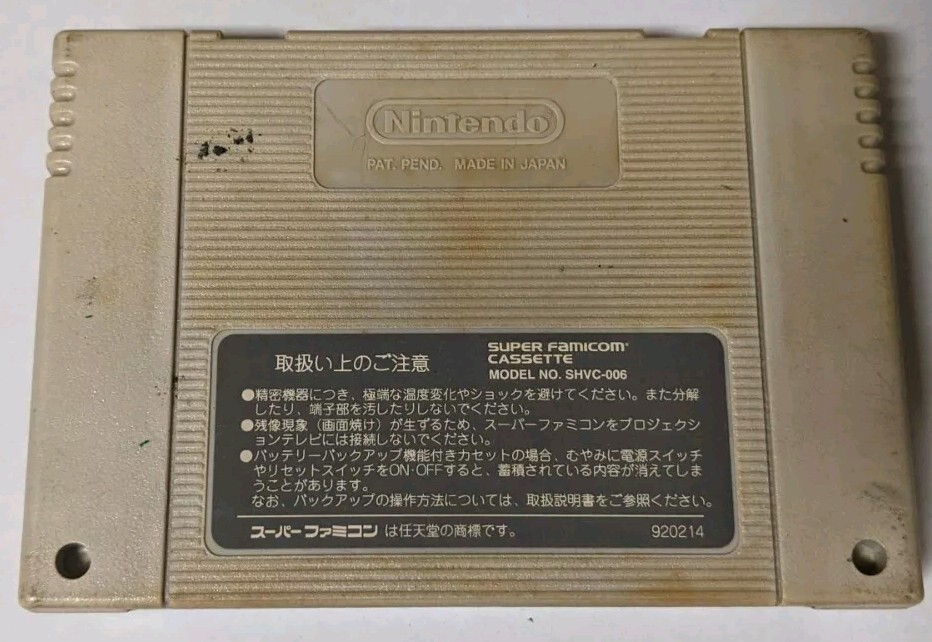 Nintendo
PAT. PEND. MADE IN JAPAN
取扱い上のご注意
SUPER FAMICOM®
CASSETTE
MODEL NO. SHVC-006
●精密機器につき、極端な温度変化やショックを避けてください。また分解
したり、端子部を汚したりしないでください。
●残像現象（画面焼け）が生ずるため、スーパーファミコンをプロジェクシ
ョンテレビには接続しないでください。
●バッテリーバックアップ機能付きカセットの場合、むやみに電源スイッチ
やリセットスイッチをON·OFFすると、蓄積されている内容が消えてしま
うことがあります。
なお、バックアップの操作方法については、取扱説明書をご参照ください。
スーパーファミコンは任天堂の商標です。
920214